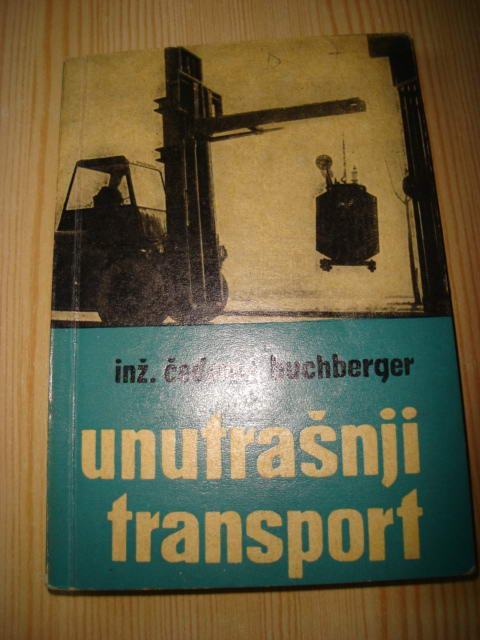 inž. buchberger
unutrašnji
transport